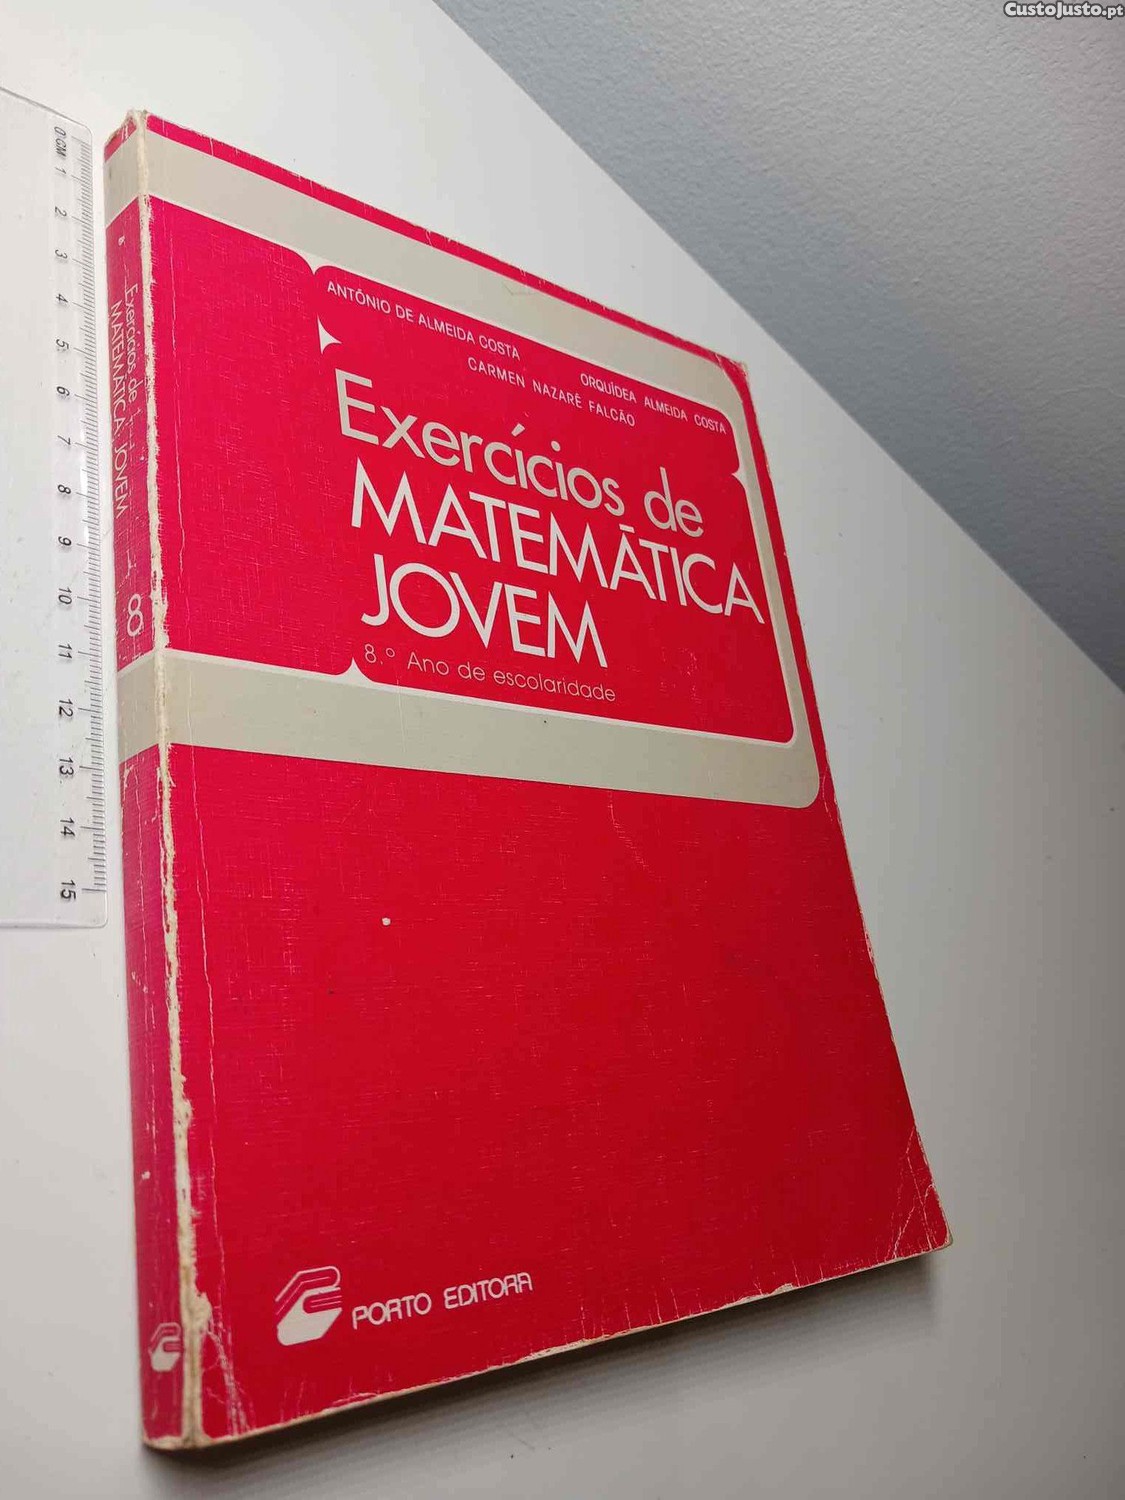 CustoJusto.pt
0 CM 1 2 3 4 5 6 7 8 9 10 11 12 13 14 15
Exercícios de
MATEMÁTICA JOVEM
8
ANTÓNIO DE ALMEIDA COSTA
ORQUÍDEA ALMEIDA COSTA
CARMEN NAZARÉ FALCÃO
Exercícios de
MATEMÁTICA
JOVEM
8.º Ano de escolaridade
PORTO EDITORA